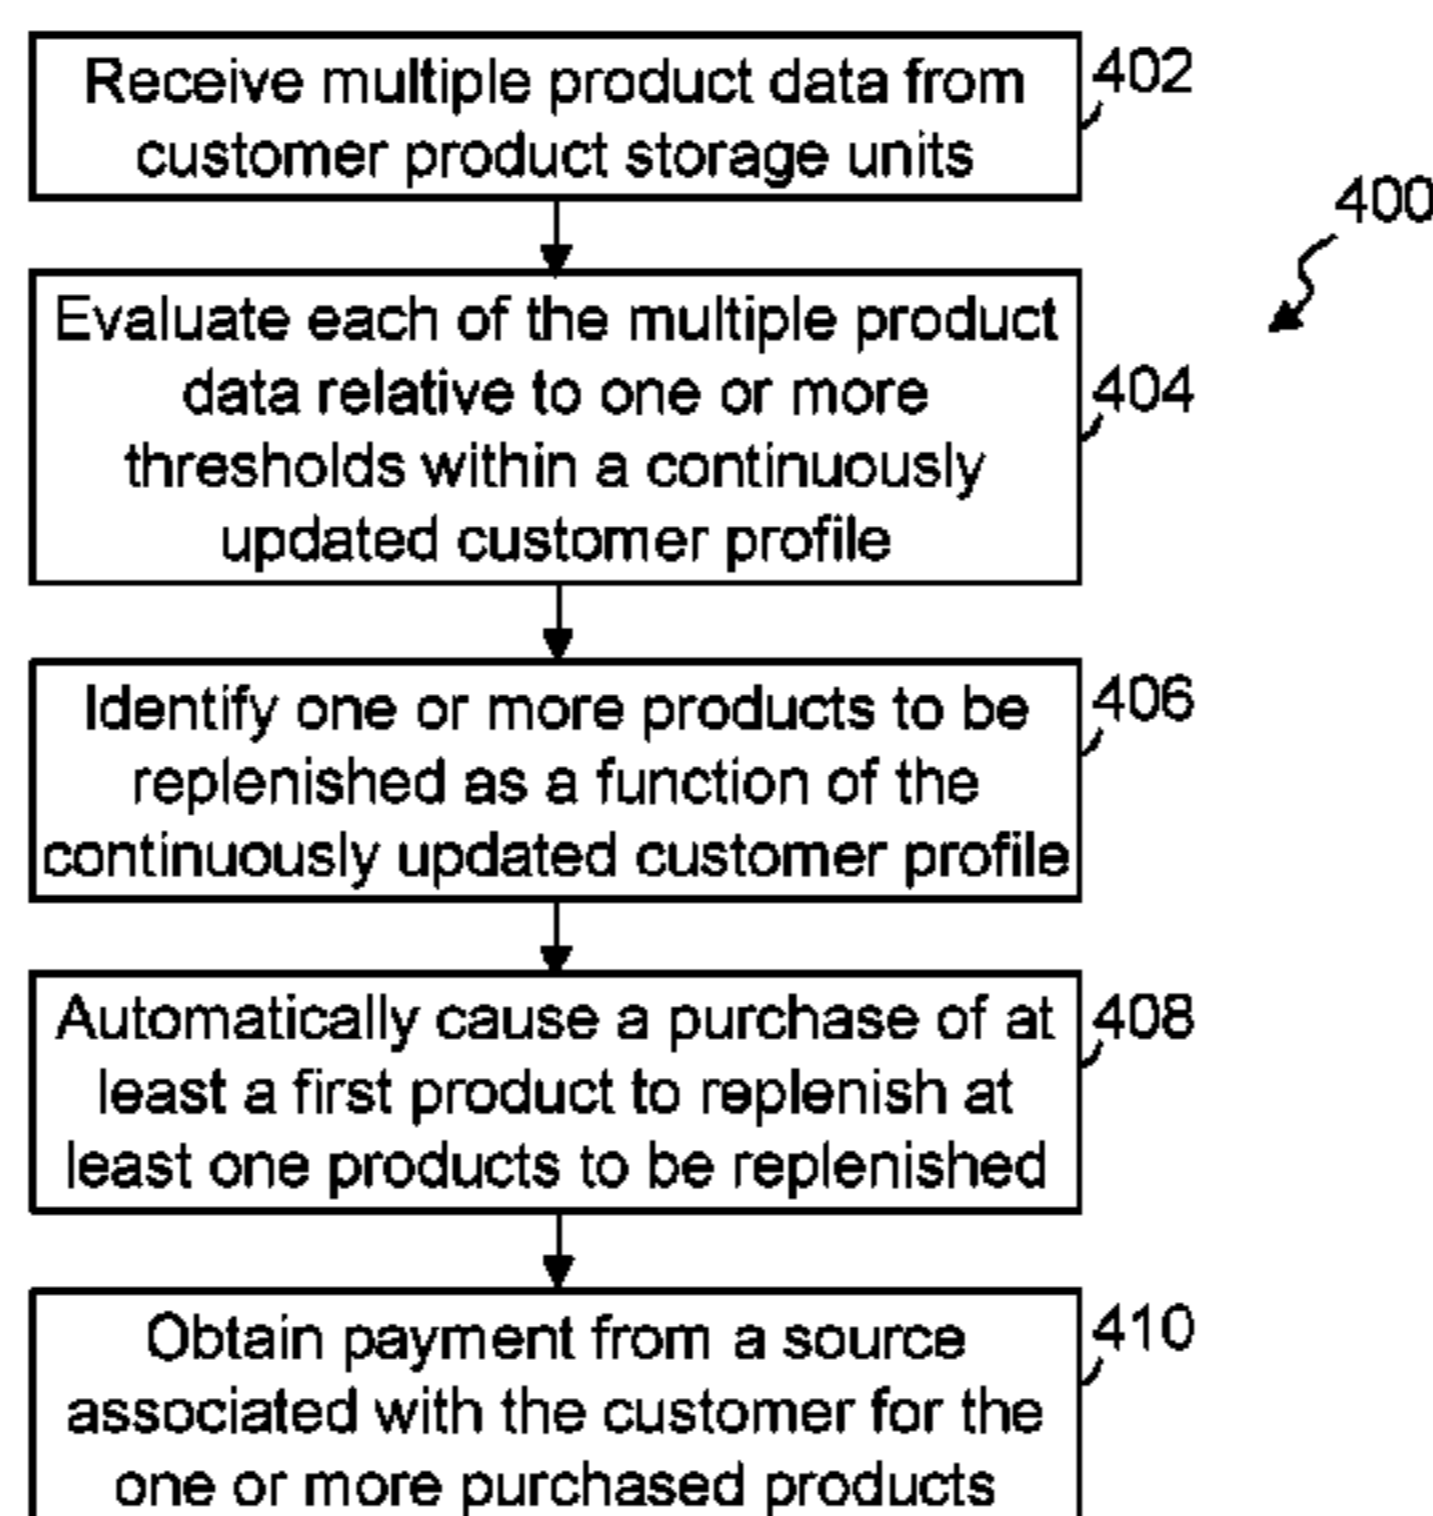 Receive multiple product data from
customer product storage units
402
400
Evaluate each of the multiple product
data relative to one or more
thresholds within a continuously
updated customer profile
404
Identify one or more products to be
replenished as a function of the
continuously updated customer profile
406
Automatically cause a purchase of at
least a first product to replenish at
least one products to be replenished
408
Obtain payment from a source
associated with the customer for the
one or more purchased products
410